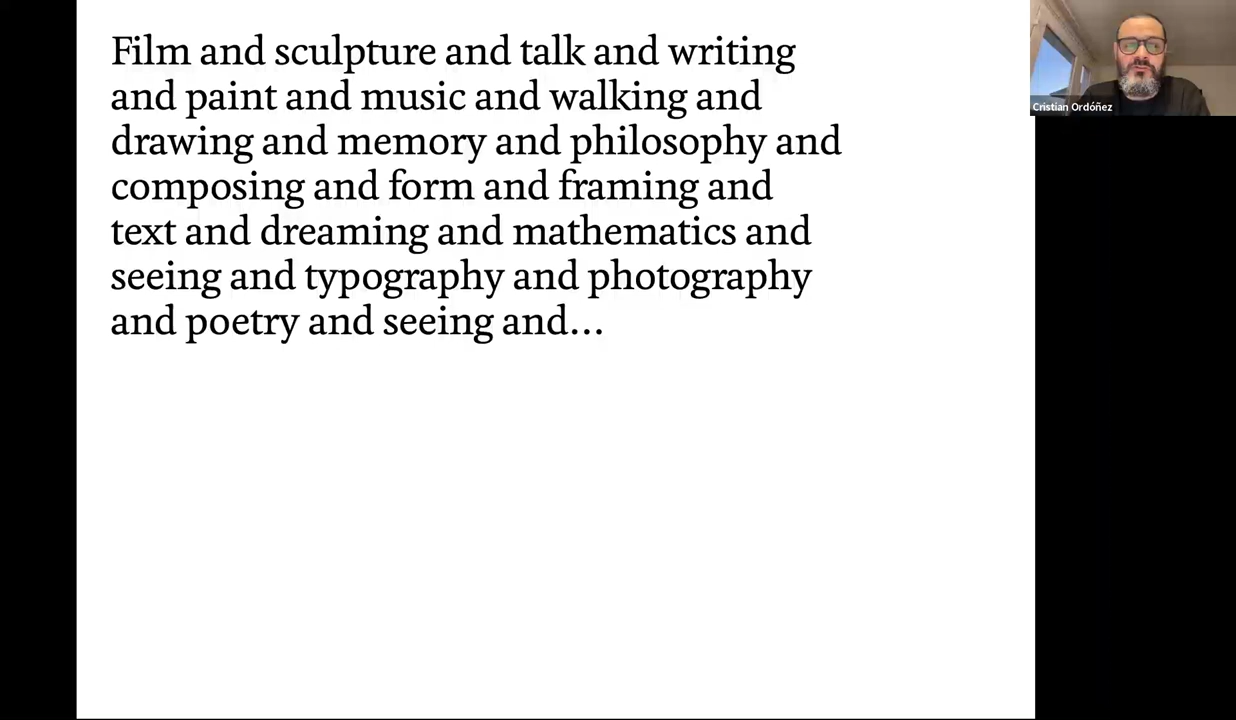 Film and sculpture and talk and writing
and paint and music and walking and
drawing and memory and philosophy and
composing and form and framing and
text and dreaming and mathematics and
seeing and typography and photography
and poetry and seeing and...
Cristian Ordóñez